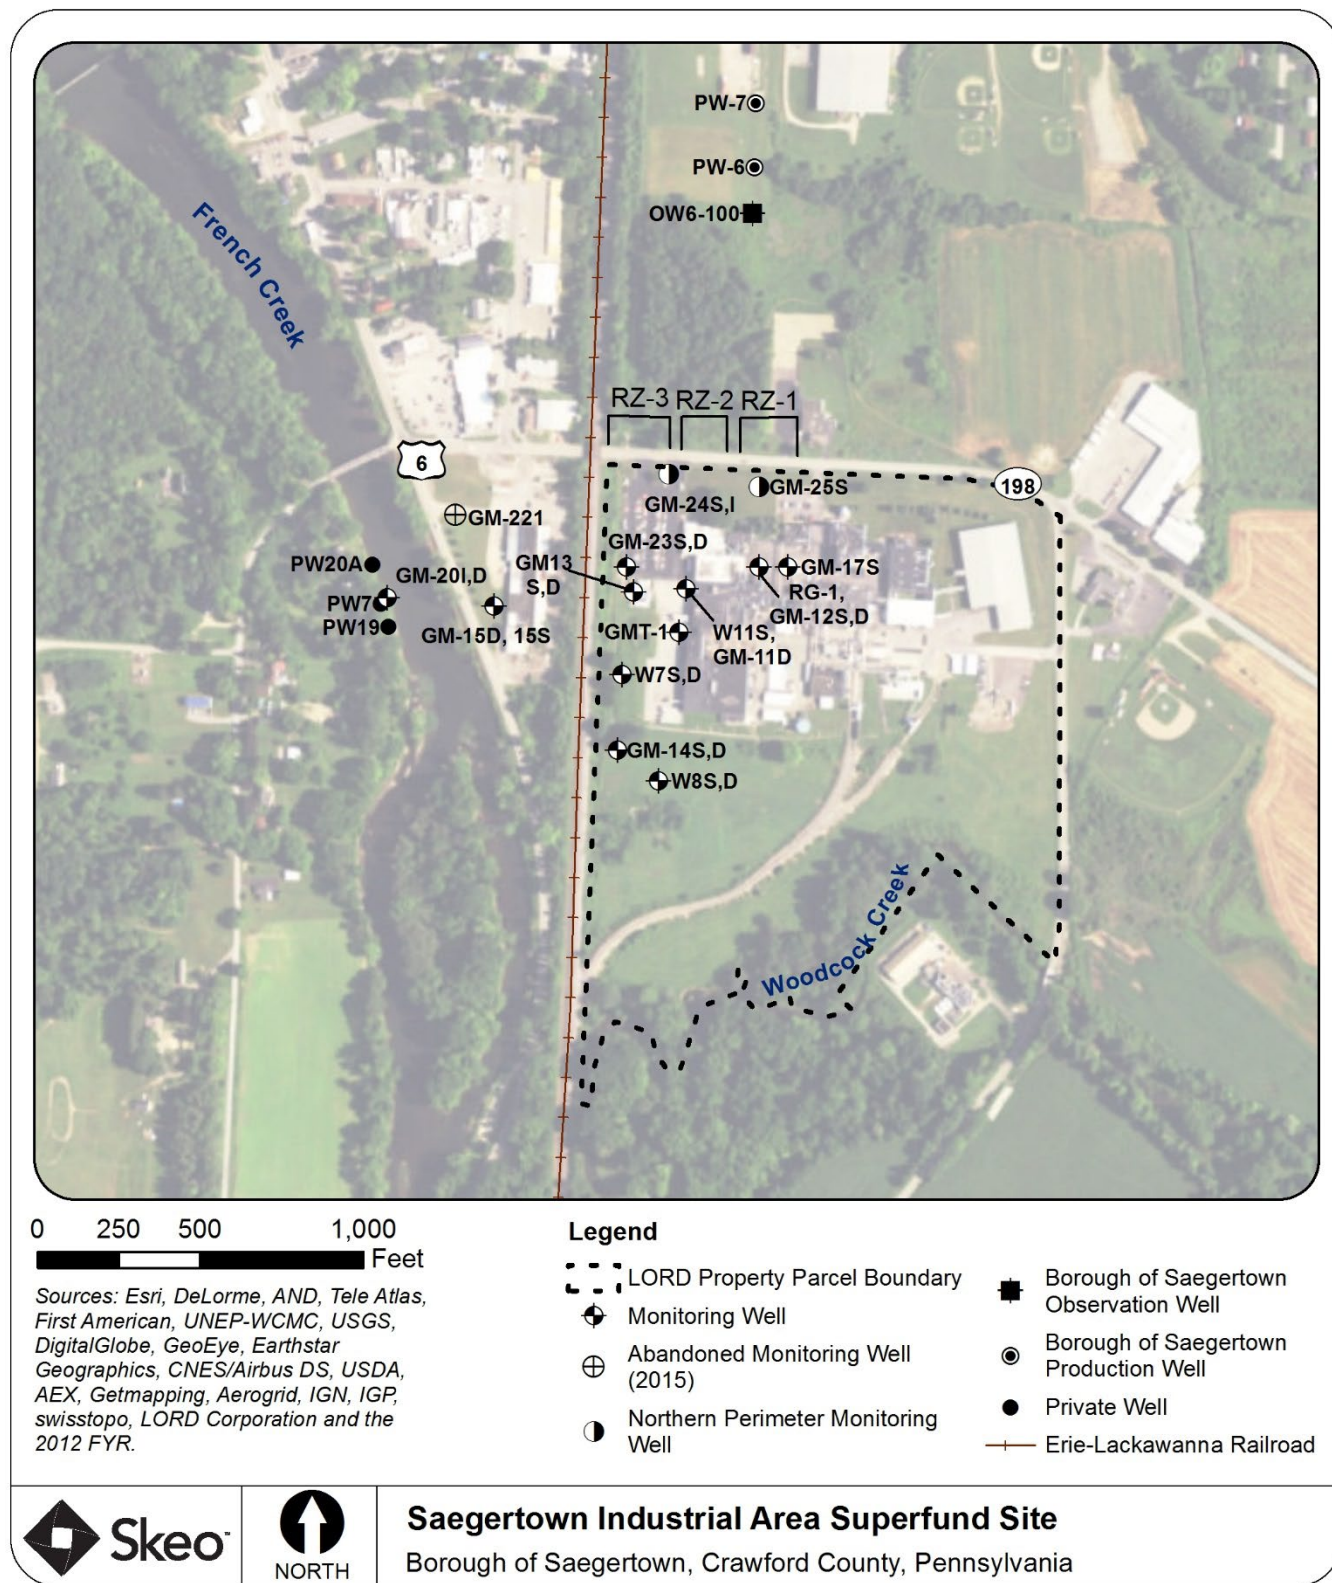 PW-7
PW-6
OW6-100
French Creek
RZ-3 RZ-2 RZ-1
6
198
GM-24S,I
GM-25S
GM-221
GM-23S,D
GM13
S,D
GM-17S
RG-1,
GM-12S,D
PW20A
GM-20I,D
PW7
PW19
GM-15D, 15S
GMT-1
W11S,
GM-11D
W7S,D
GM-14S,D
W8S,D
Woodcock Creek
0 250 500 1,000
Feet
Sources: Esri, DeLorme, AND, Tele Atlas,
First American, UNEP-WCMC, USGS,
DigitalGlobe, GeoEye, Earthstar
Geographics, CNES/Airbus DS, USDA,
AEX, Getmapping, Aerogrid, IGN, IGP,
swisstopo, LORD Corporation and the
2012 FYR.
Legend
LORD Property Parcel Boundary
Monitoring Well
Abandoned Monitoring Well
(2015)
Northern Perimeter Monitoring
Well
Borough of Saegertown
Observation Well
Borough of Saegertown
Production Well
Private Well
Erie-Lackawanna Railroad
Skeo™
NORTH
Saegertown Industrial Area Superfund Site
Borough of Saegertown, Crawford County, Pennsylvania